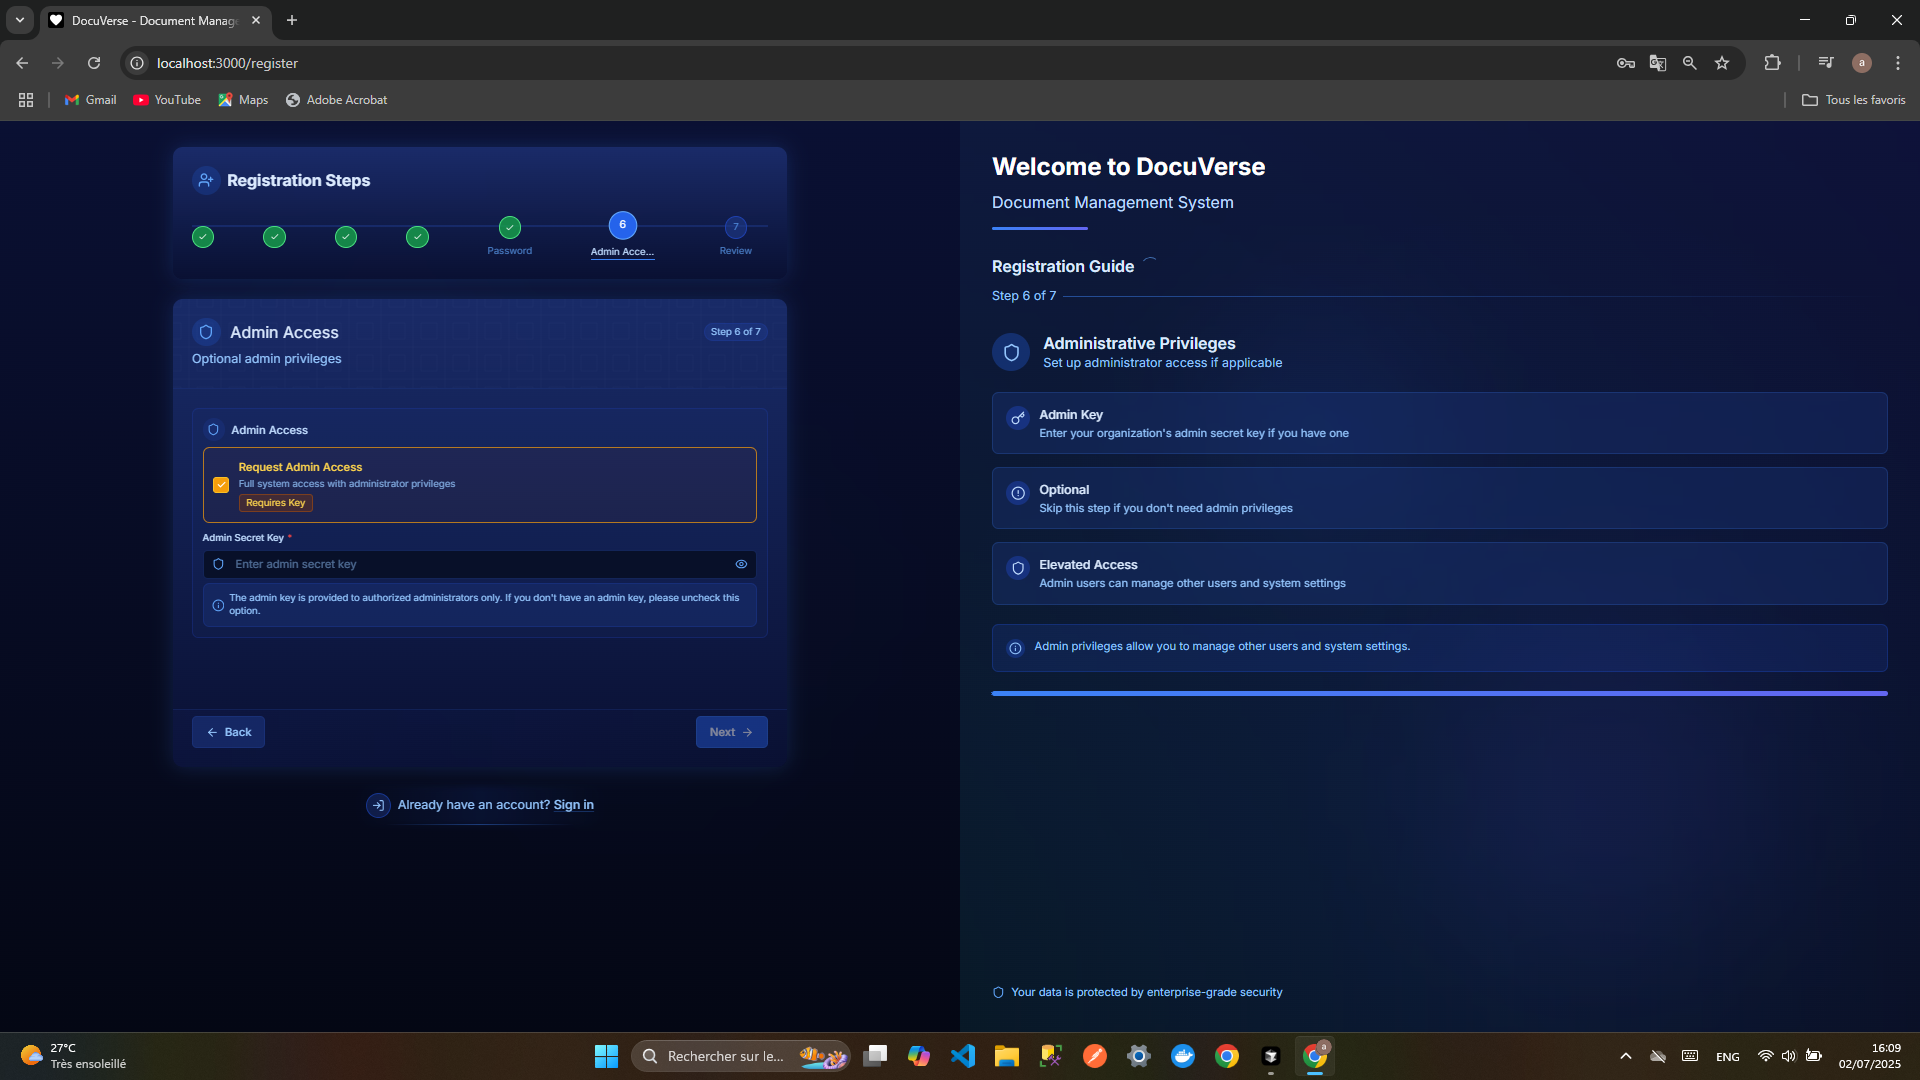 DocuVerse - Document Manag
localhost:3000/register
Gmail
YouTube
Maps
Adobe Acrobat
Tous les favoris
a
Registration Steps
6
7
Password
Admin Acce...
Review
Admin Access
Step 6 of 7
Optional admin privileges
Admin Access
Request Admin Access
Full system access with administrator privileges
Requires Key
Admin Secret Key *
Enter admin secret key
The admin key is provided to authorized administrators only. If you don't have an admin key, please uncheck this
option.
Back
Next
Already have an account? Sign in
Welcome to DocuVerse
Document Management System
Registration Guide
Step 6 of 7
Administrative Privileges
Set up administrator access if applicable
Admin Key
Enter your organization's admin secret key if you have one
Optional
Skip this step if you don't need admin privileges
Elevated Access
Admin users can manage other users and system settings
Admin privileges allow you to manage other users and system settings.
Your data is protected by enterprise-grade security
27°C
Très ensoleillé
Rechercher sur le...
a
ENG
16:09
02/07/2025